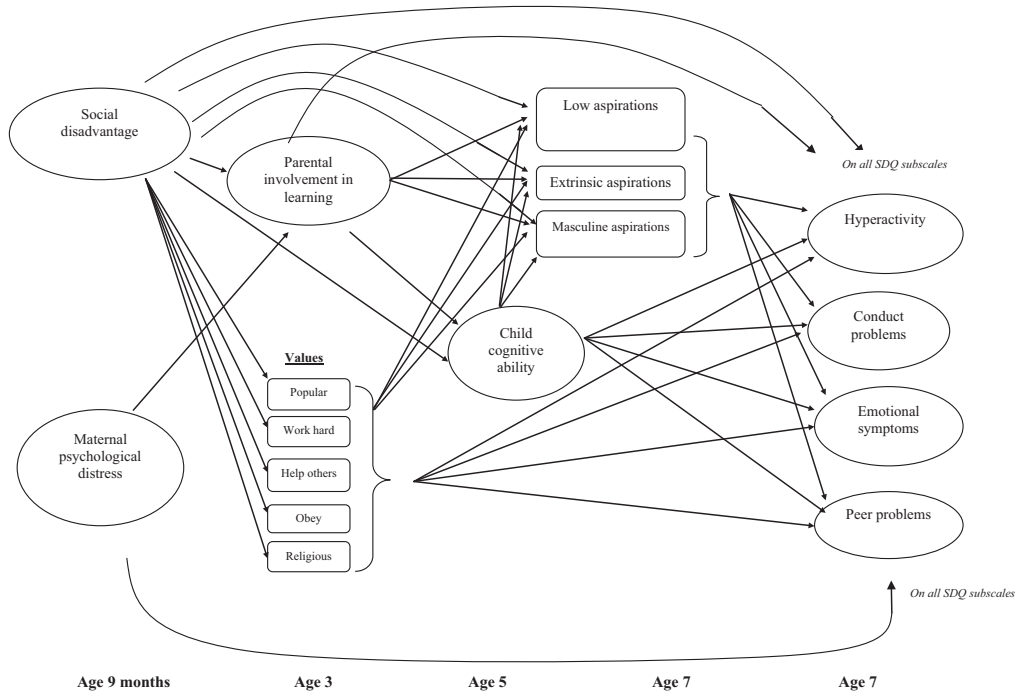 Social
disadvantage
Parental
involvement in
learning
Maternal
psychological
distress
Values
Popular
Work hard
Help others
Obey
Religious
Low aspirations
Extrinsic aspirations
Masculine aspirations
Child
cognitive
ability
On all SDQ subscales
Hyperactivity
Conduct
problems
Emotional
symptoms
Peer problems
On all SDQ subscales
Age 9 months
Age 3
Age 5
Age 7
Age 7